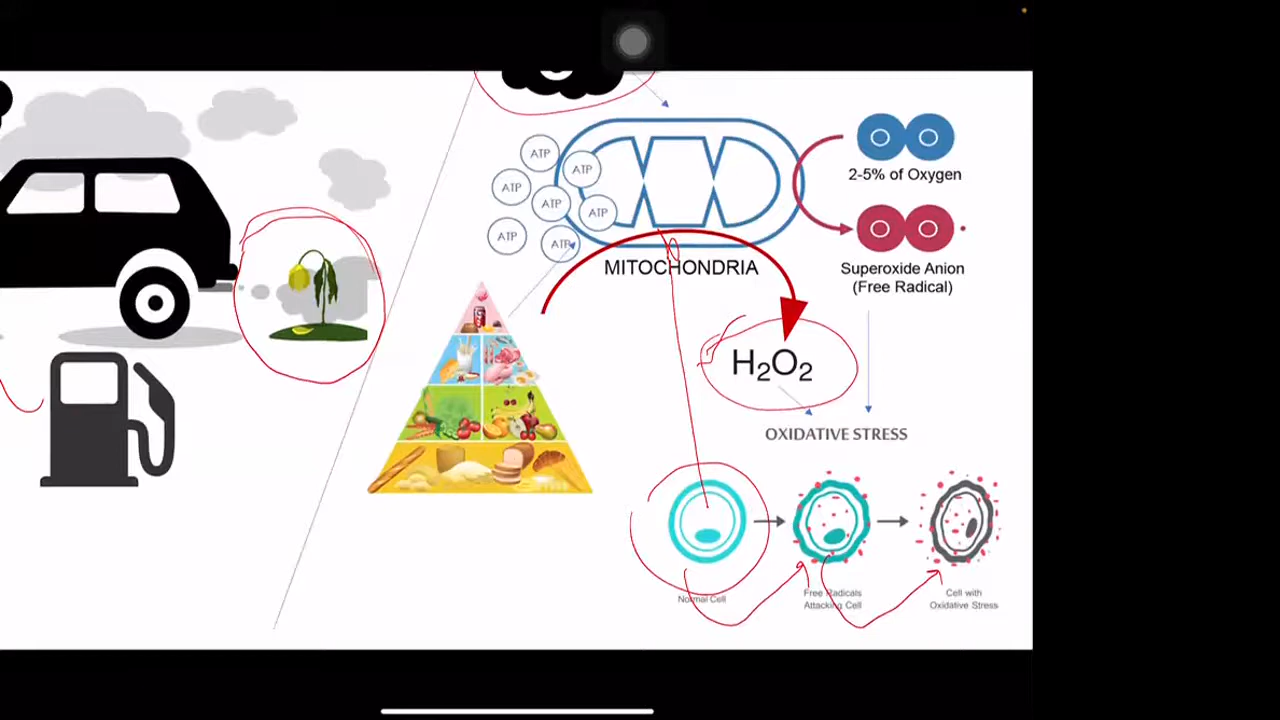 ATP
ATP
ATP
ATP
ATP
ATP
ATP
2-5% of Oxygen
MITOCHONDRIA
Superoxide Anion
(Free Radical)
H₂O₂
OXIDATIVE STRESS
Normal Cell
Free Radicals
Attacking Cell
Cell with
Oxidative Stress